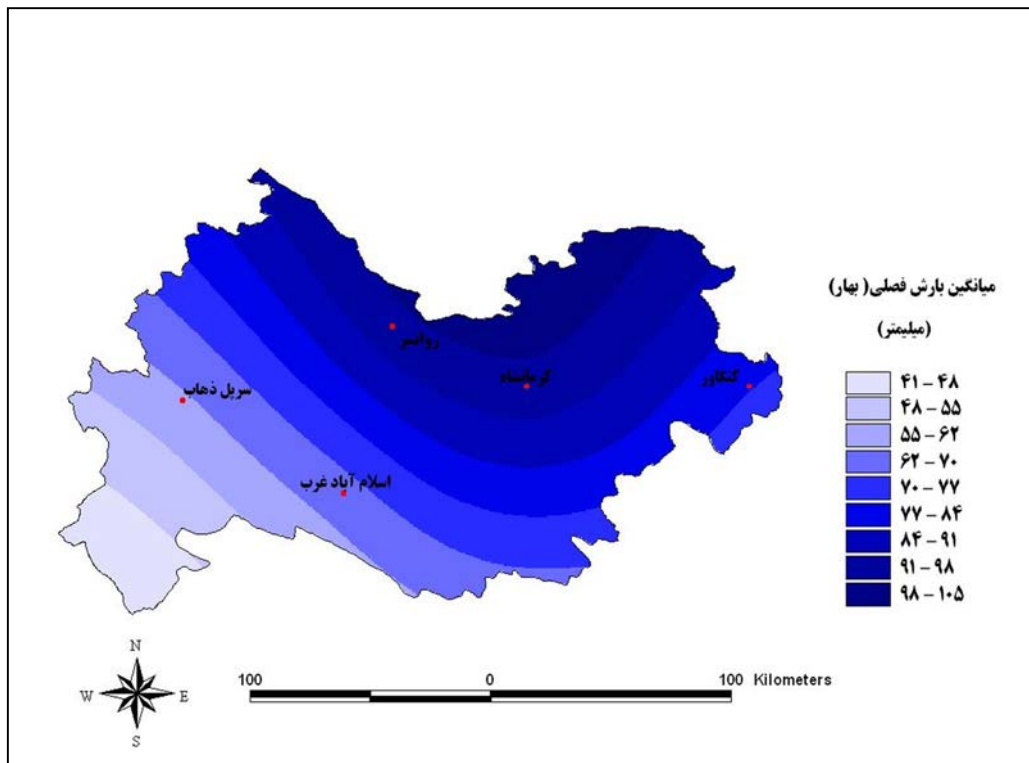 میانگین بارش فصلی( بهار)
(میلیمتر)
۴۱ – ۴۸
۴۸ – ۵۵
۵۵ – ۶۲
۶۲ – ۷۰
۷۰ – ۷۷
۷۷ – ۸۴
۸۴ – ۹۱
۹۱ – ۹۸
۹۸ – ۱۰۵
روانسر
کرمانشاه
کنگاور
سرپل ذهاب
اسلام آباد غرب
N
W E
S
100 0 100 Kilometers